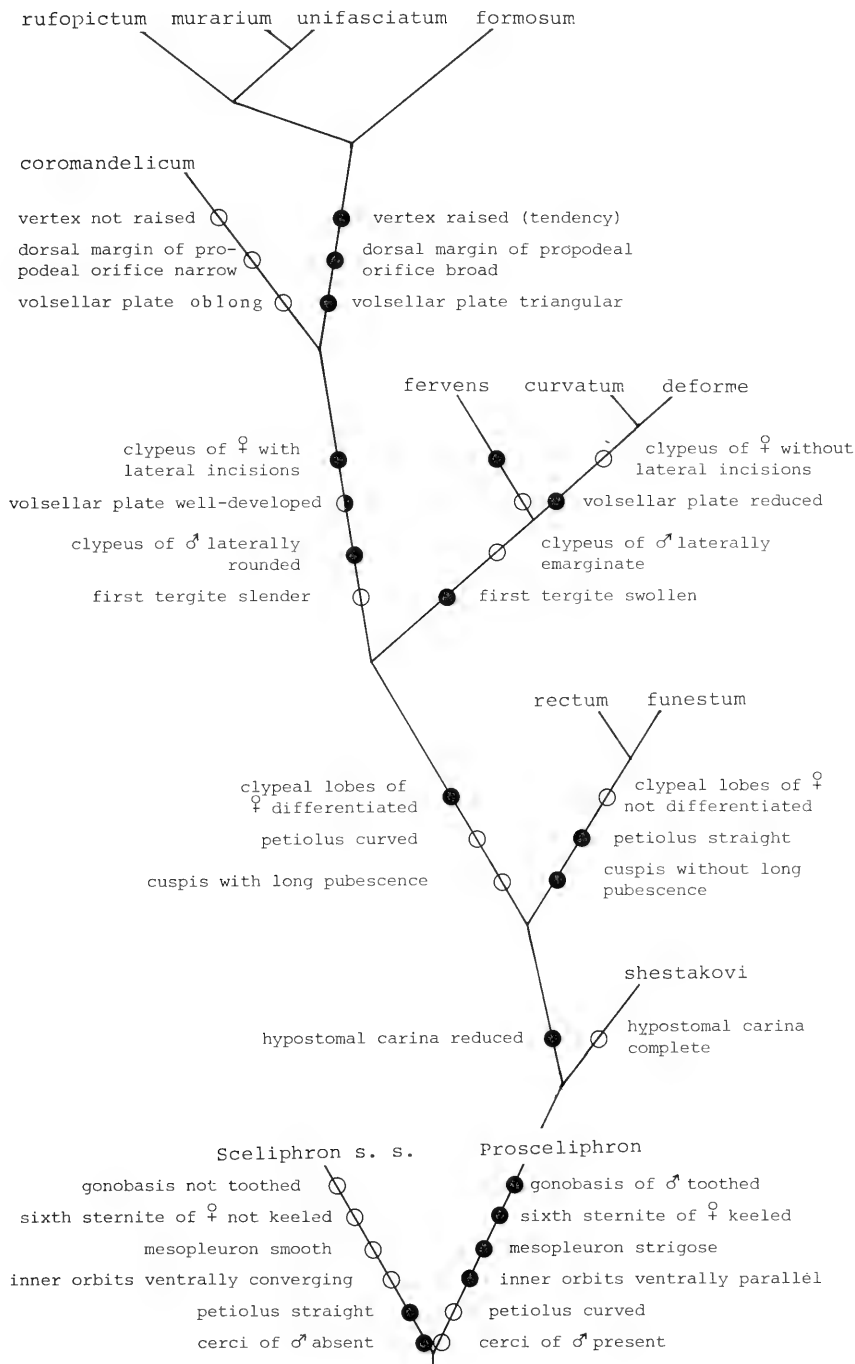 rufopictum murarium unifasciatum formosum
coromandelicum
vertex not raised vertex raised (tendency)
dorsal margin of pro- dorsal margin of propodeal
podeal orifice narrow orifice broad
volsellar plate oblong volsellar plate triangular
fervens curvatum deforme
clypeus of ♀ with clypeus of ♀ without
lateral incisions lateral incisions
volsellar plate well-developed volsellar plate reduced
clypeus of ♂ laterally clypeus of ♂ laterally
rounded emarginate
first tergite slender first tergite swollen
rectum funestum
clypeal lobes of clypeal lobes of ♀
♀ differentiated not differentiated
petiolus curved petiolus straight
cuspis with long pubescence cuspis without long
pubescence
shestakovi
hypostomal carina reduced hypostomal carina
complete
Sceliphron s. s. Prosceliphron
gonobasis not toothed gonobasis of ♂ toothed
sixth sternite of ♀ not keeled sixth sternite of ♀ keeled
mesopleuron smooth mesopleuron strigose
inner orbits ventrally converging inner orbits ventrally parallel
petiolus straight petiolus curved
cerci of ♂ absent cerci of ♂ present